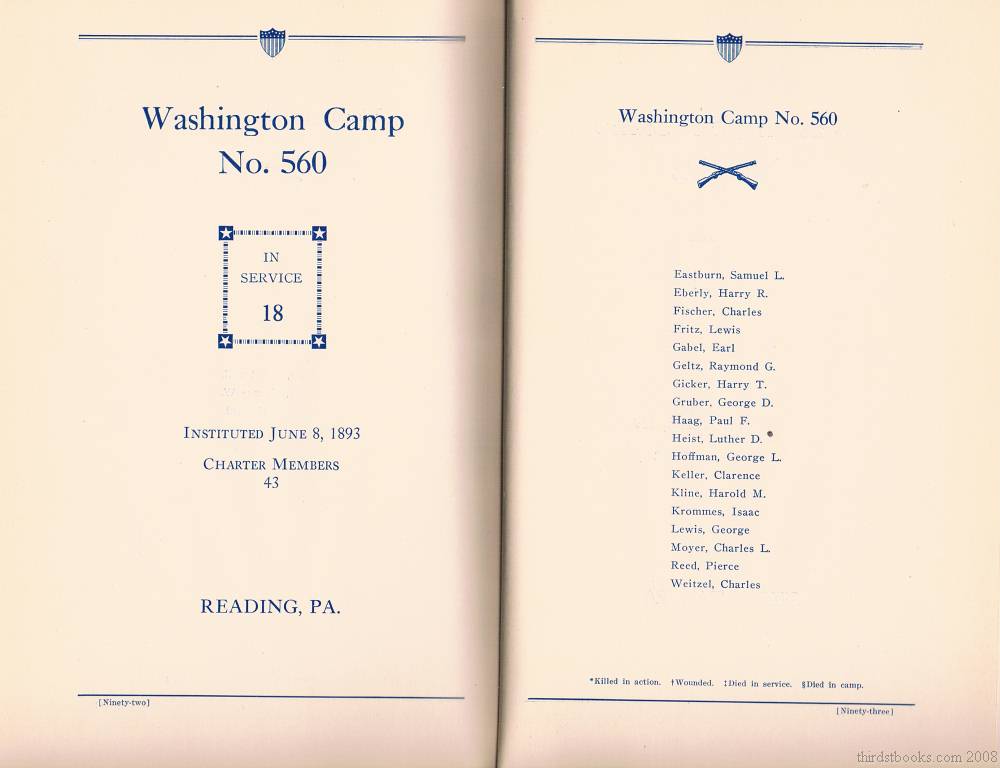 Washington Camp
No. 560
IN
SERVICE
18
INSTITUTED JUNE 8, 1893
CHARTER MEMBERS
43
READING, PA.
[Ninety-two]
Washington Camp No. 560
Eastburn, Samuel L.
Eberly, Harry R.
Fischer, Charles
Fritz, Lewis
Gabel, Earl
Geltz, Raymond G.
Gicker, Harry T.
Gruber, George D.
Haag, Paul F.
Heist, Luther D.
Hoffman, George L.
Keller, Clarence
Kline, Harold M.
Krommes, Isaac
Lewis, George
Moyer, Charles L.
Reed, Pierce
Weitzel, Charles
*Killed in action. †Wounded. ‡Died in service. §Died in camp.
[Ninety-three]
thirdstbooks.com 2008